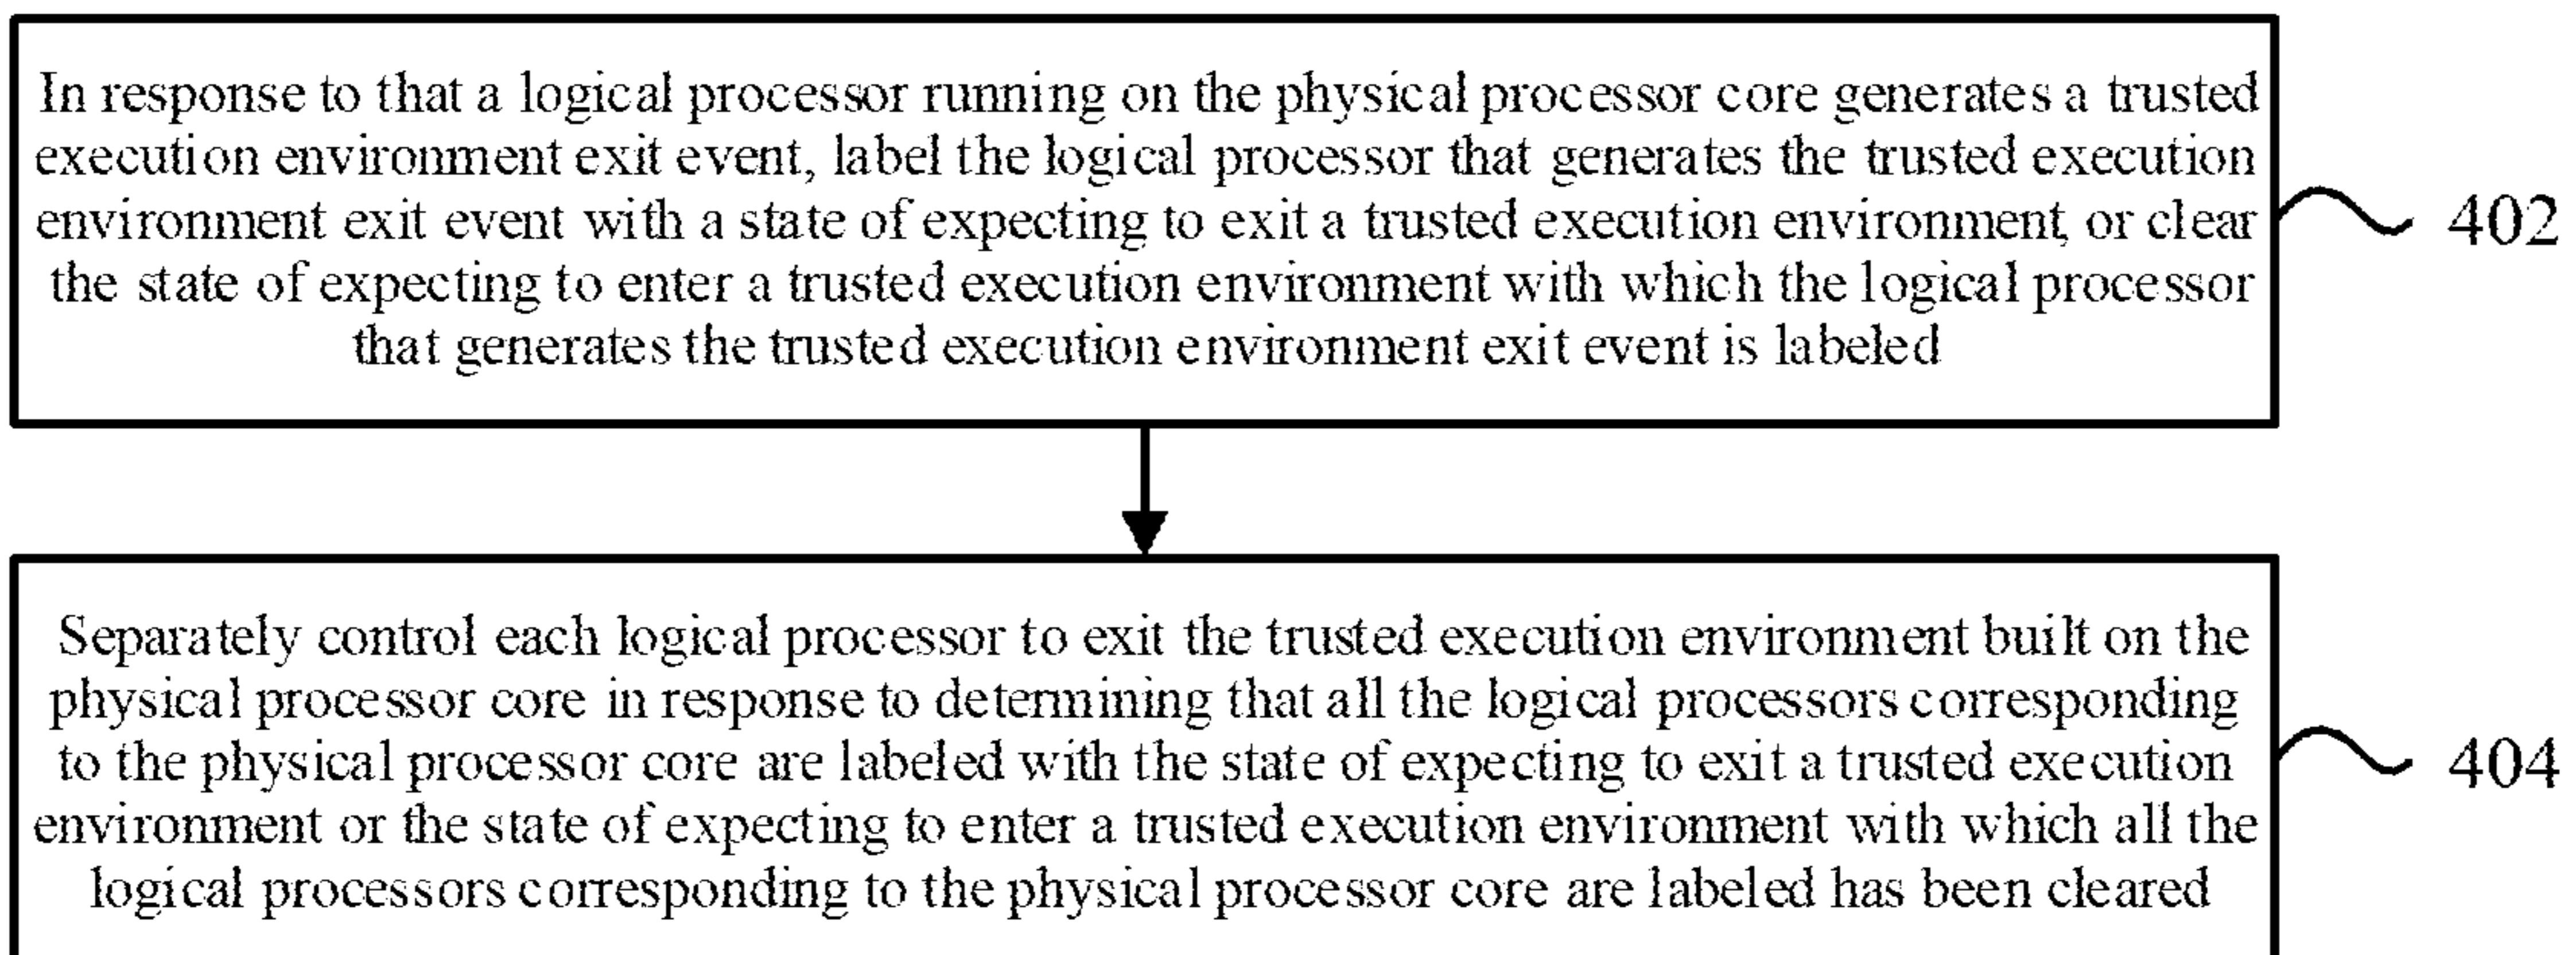 In response to that a logical processor running on the physical processor core generates a trusted
execution environment exit event, label the logical processor that generates the trusted execution
environment exit event with a state of expecting to exit a trusted execution environment, or clear
the state of expecting to enter a trusted execution environment with which the logical processor
that generates the trusted execution environment exit event is labeled
402
Separately control each logical processor to exit the trusted execution environment built on the
physical processor core in response to determining that all the logical processors corresponding
to the physical processor core are labeled with the state of expecting to exit a trusted execution
environment or the state of expecting to enter a trusted execution environment with which all the
logical processors corresponding to the physical processor core are labeled has been cleared
404